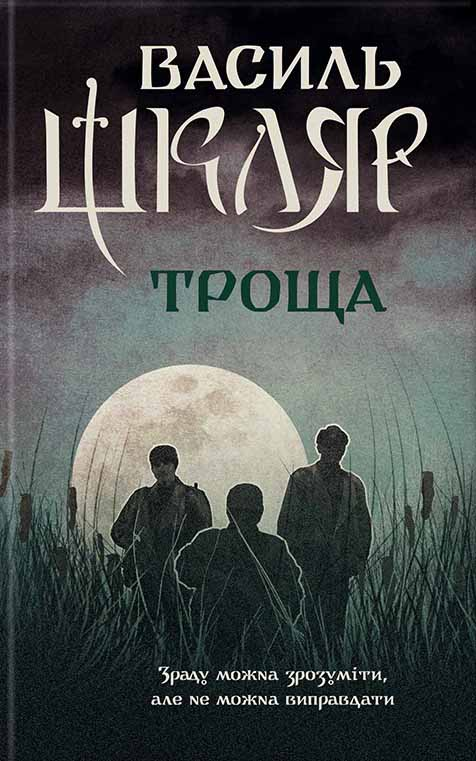 ВАСИЛЬ
ШКЛЯР
ТРОЩА
Зраду можна зрозуміти,
але не можна виправдати